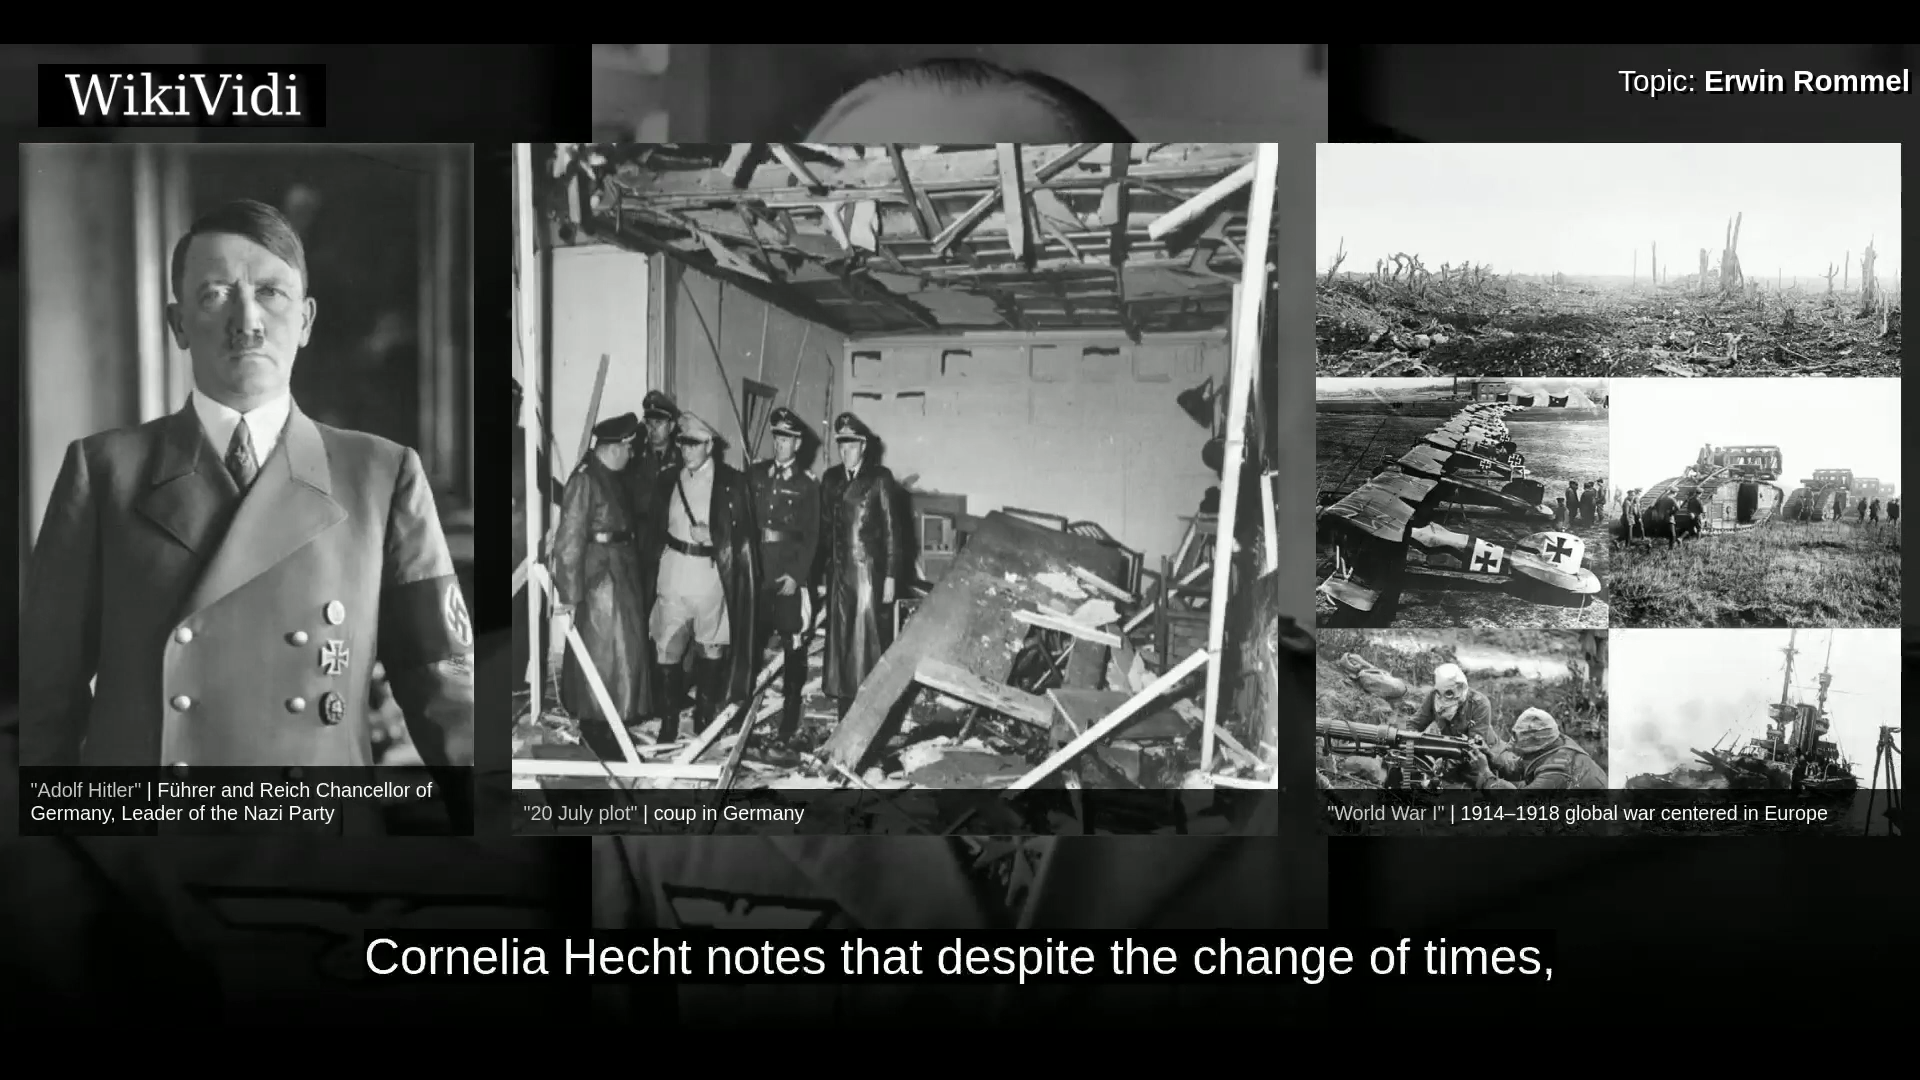 WikiVidi
Topic: Erwin Rommel
"Adolf Hitler" | Führer and Reich Chancellor of
Germany, Leader of the Nazi Party
"20 July plot" | coup in Germany
"World War I" | 1914–1918 global war centered in Europe
Cornelia Hecht notes that despite the change of times,